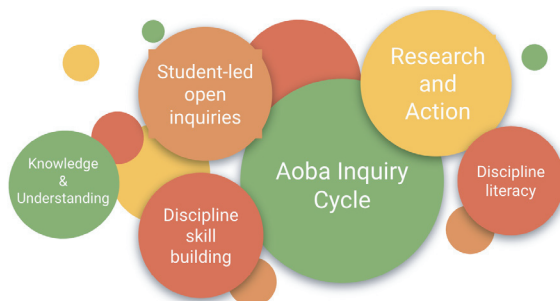 Student-led
open
inquiries
Research
and
Action
Knowledge
&
Understanding
Aoba Inquiry
Cycle
Discipline
literacy
Discipline
skill
building